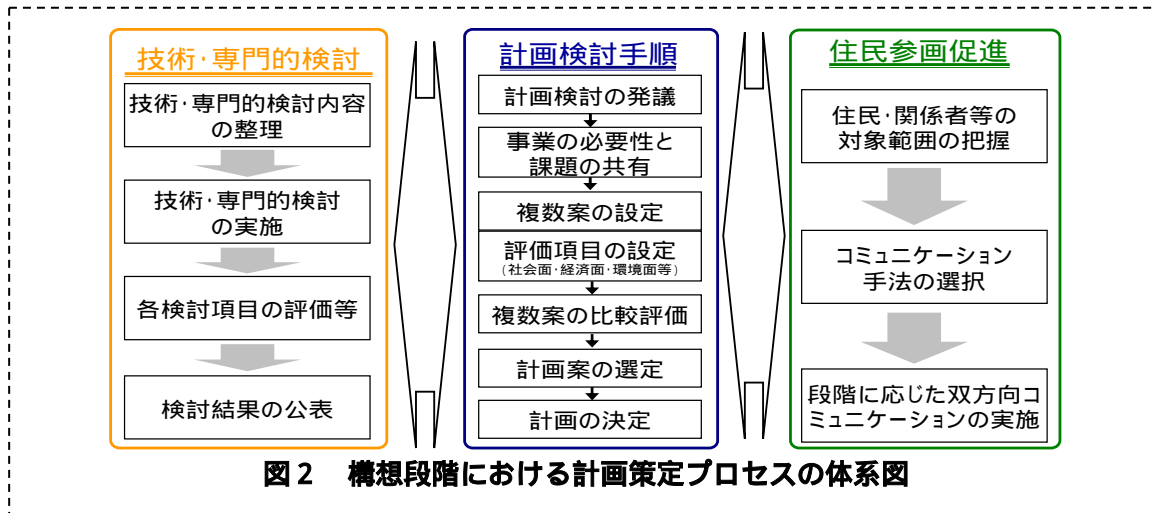 技術･専門的検討
技術･専門的検討内容
の整理
技術･専門的検討
の実施
各検討項目の評価等
検討結果の公表
計画検討手順
計画検討の発議
事業の必要性と
課題の共有
複数案の設定
評価項目の設定
(社会面･経済面･環境面等)
複数案の比較評価
計画案の選定
計画の決定
住民参画促進
住民･関係者等の
対象範囲の把握
コミュニケーション
手法の選択
段階に応じた双方向コ
ミュニケーションの実施
図２　構想段階における計画策定プロセスの体系図